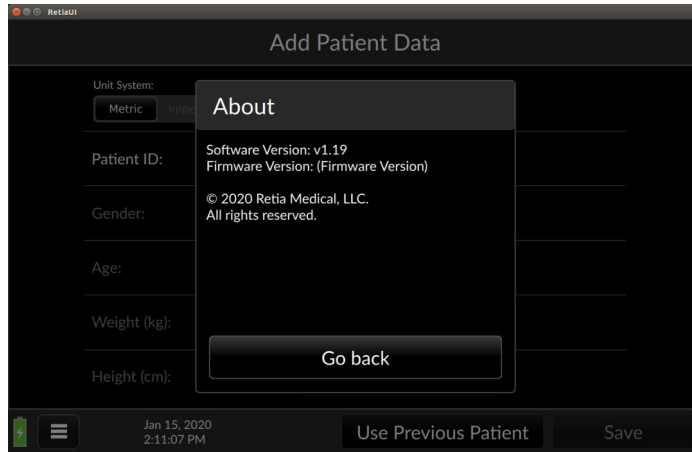 RetiaUI
Add Patient Data
Unit System:
Metric
About
Software Version: v1.19
Firmware Version: (Firmware Version)
© 2020 Retia Medical, LLC.
All rights reserved.
Patient ID:
Gender:
Age:
Weight (kg):
Height (cm):
Go back
Jan 15, 2020
2:11:07 PM
Use Previous Patient
Save